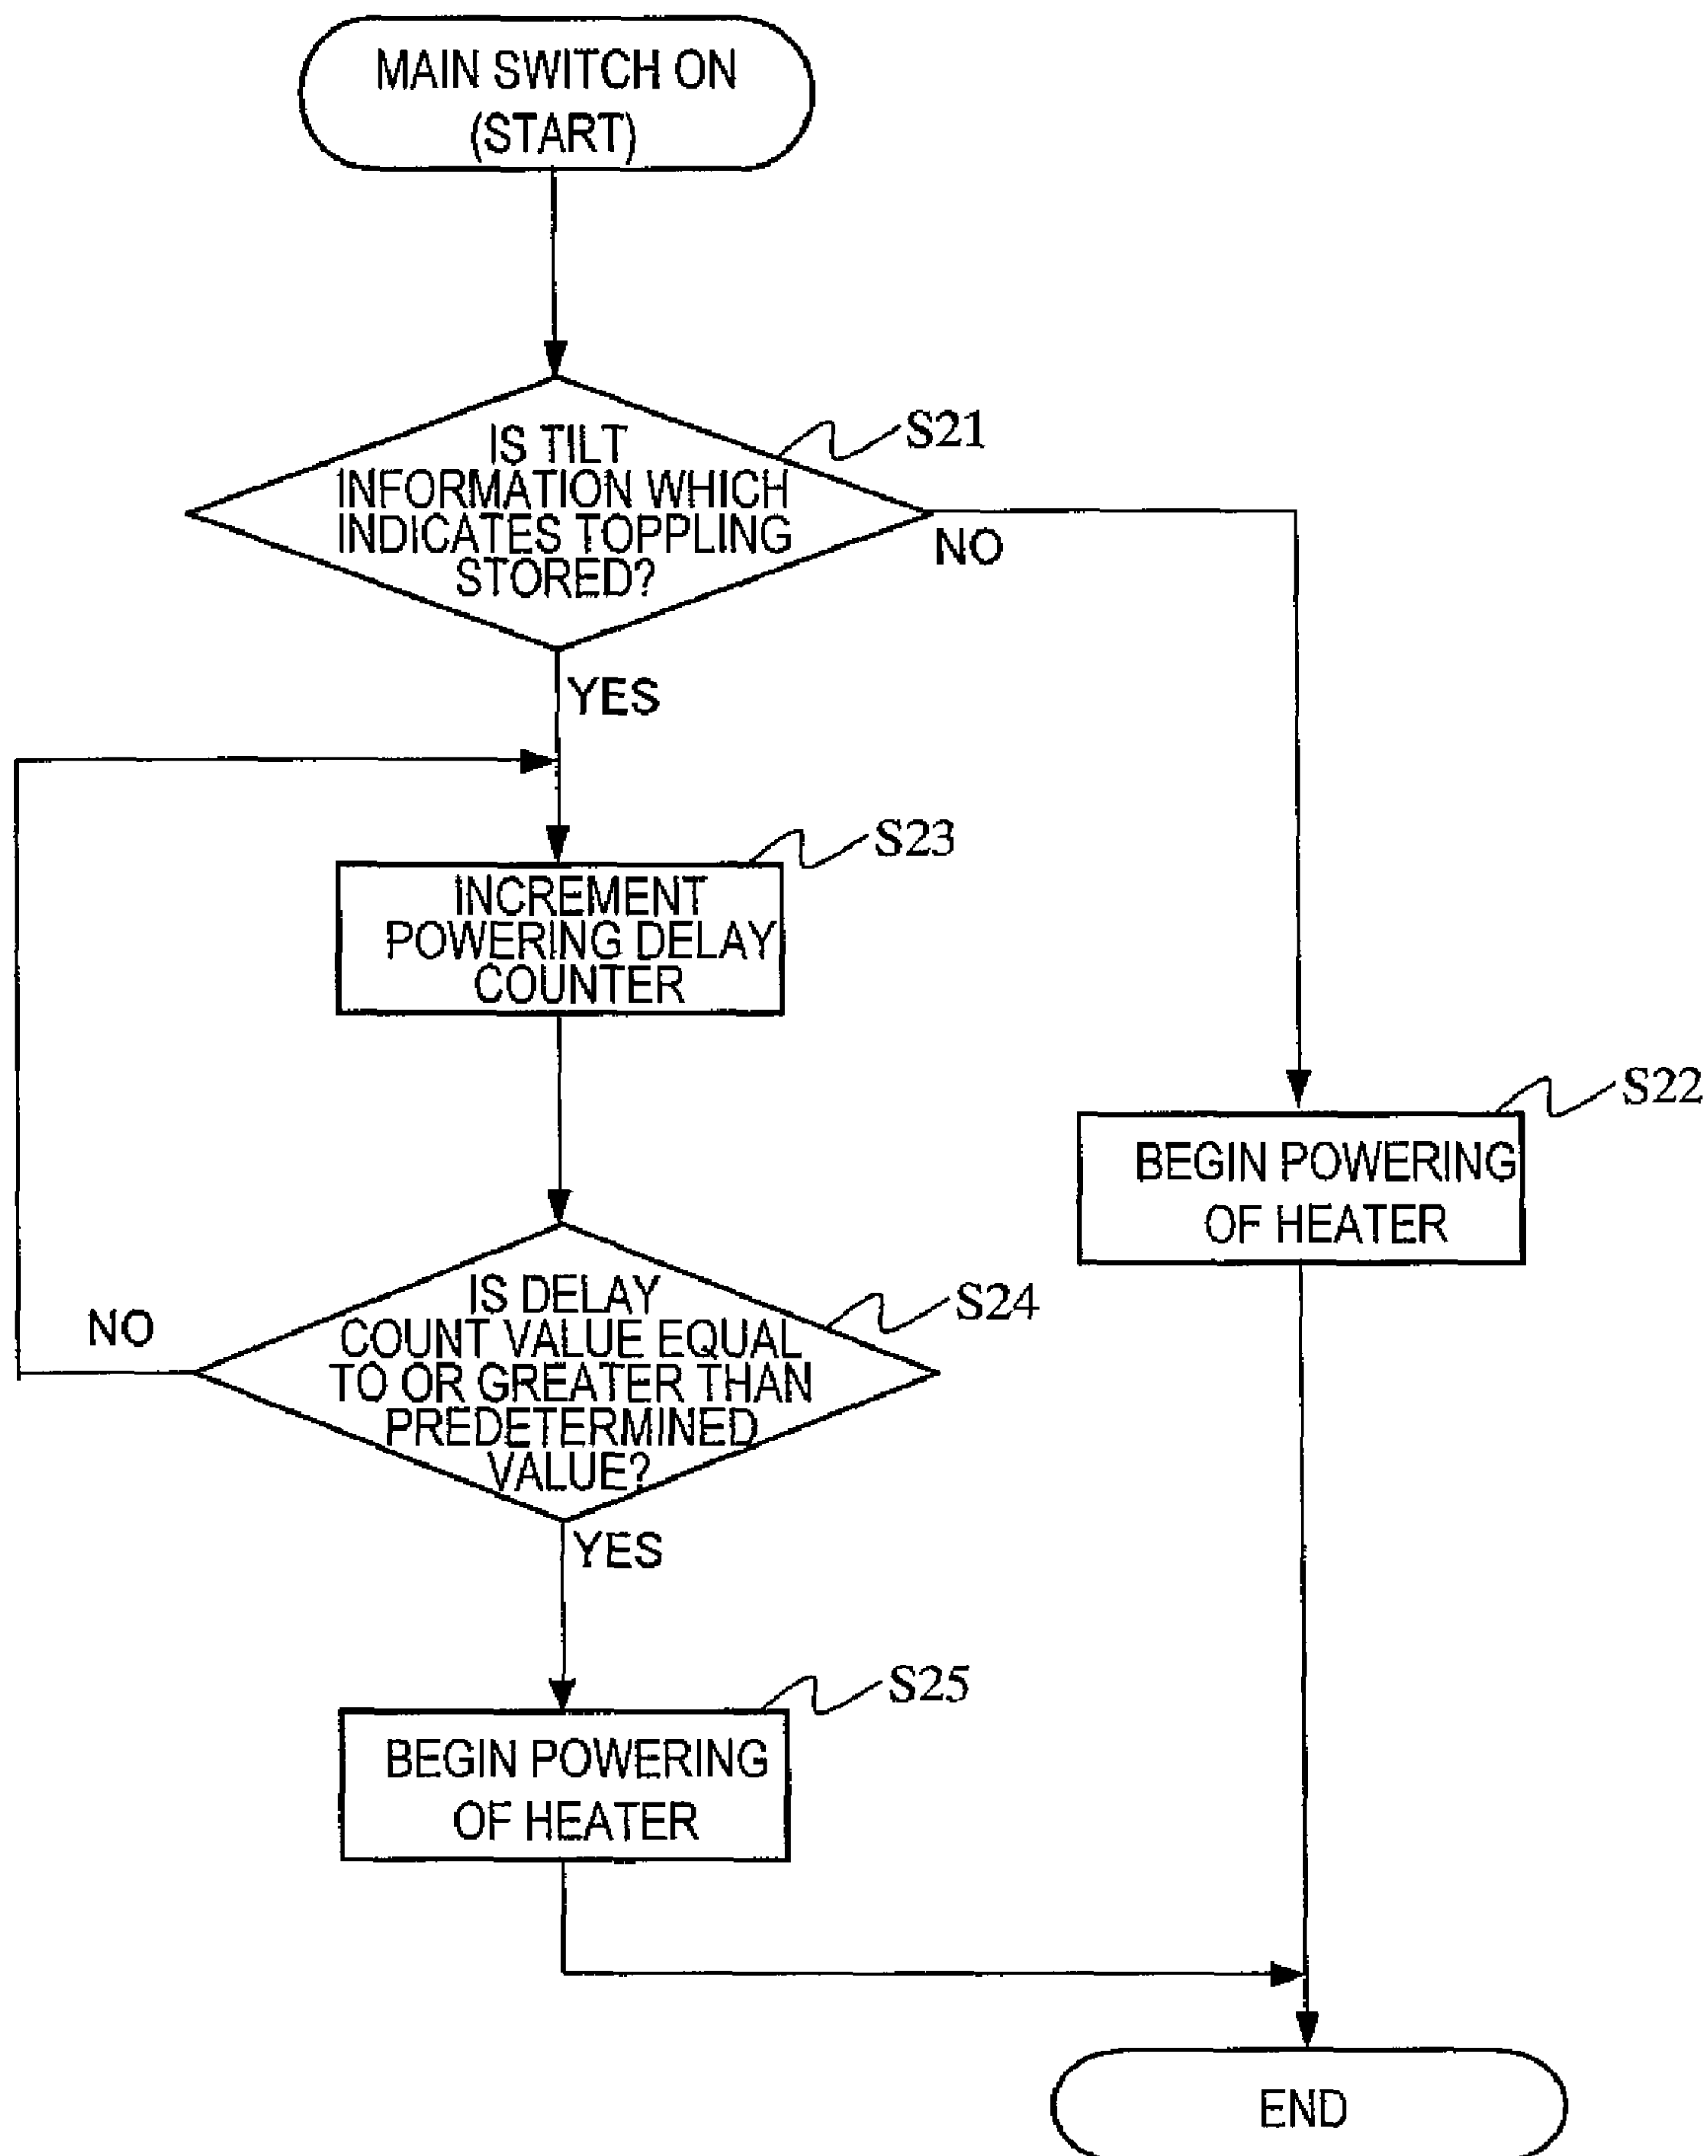 MAIN SWITCH ON
(START)
IS TILT
INFORMATION WHICH
INDICATES TOPPLING
STORED?
S21
NO
YES
INCREMENT
POWERING DELAY
COUNTER
S23
BEGIN POWERING
OF HEATER
S22
IS DELAY
COUNT VALUE EQUAL
TO OR GREATER THAN
PREDETERMINED
VALUE?
S24
NO
YES
BEGIN POWERING
OF HEATER
S25
END